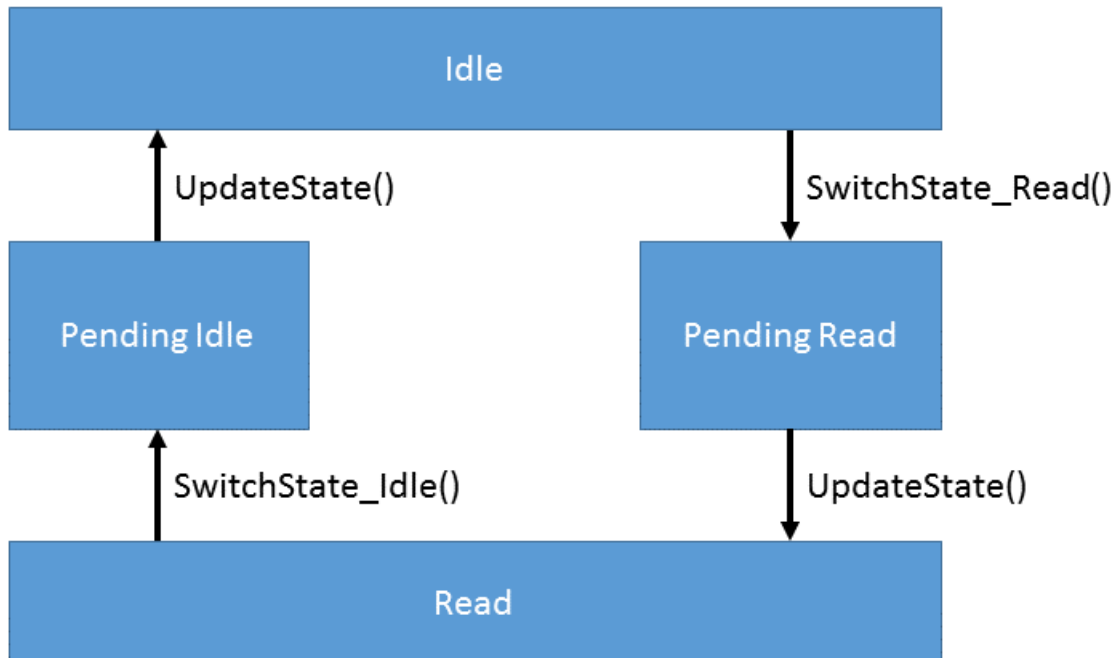 Idle
UpdateState()
SwitchState_Read()
Pending Idle
Pending Read
SwitchState_Idle()
UpdateState()
Read